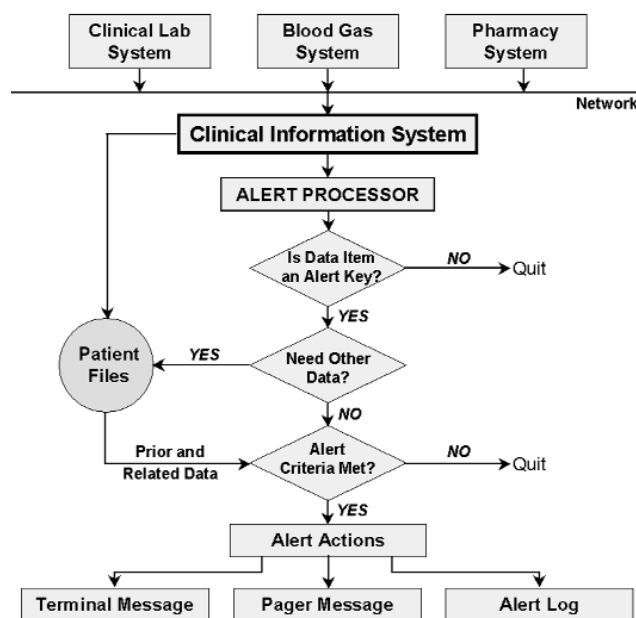 Clinical Lab
System
Blood Gas
System
Pharmacy
System
Network
Clinical Information System
ALERT PROCESSOR
Is Data Item
an Alert Key?
NO
Quit
YES
Need Other
Data?
YES
Patient
Files
NO
Prior and
Related Data
Alert
Criteria Met?
NO
Quit
YES
Alert Actions
Terminal Message
Pager Message
Alert Log